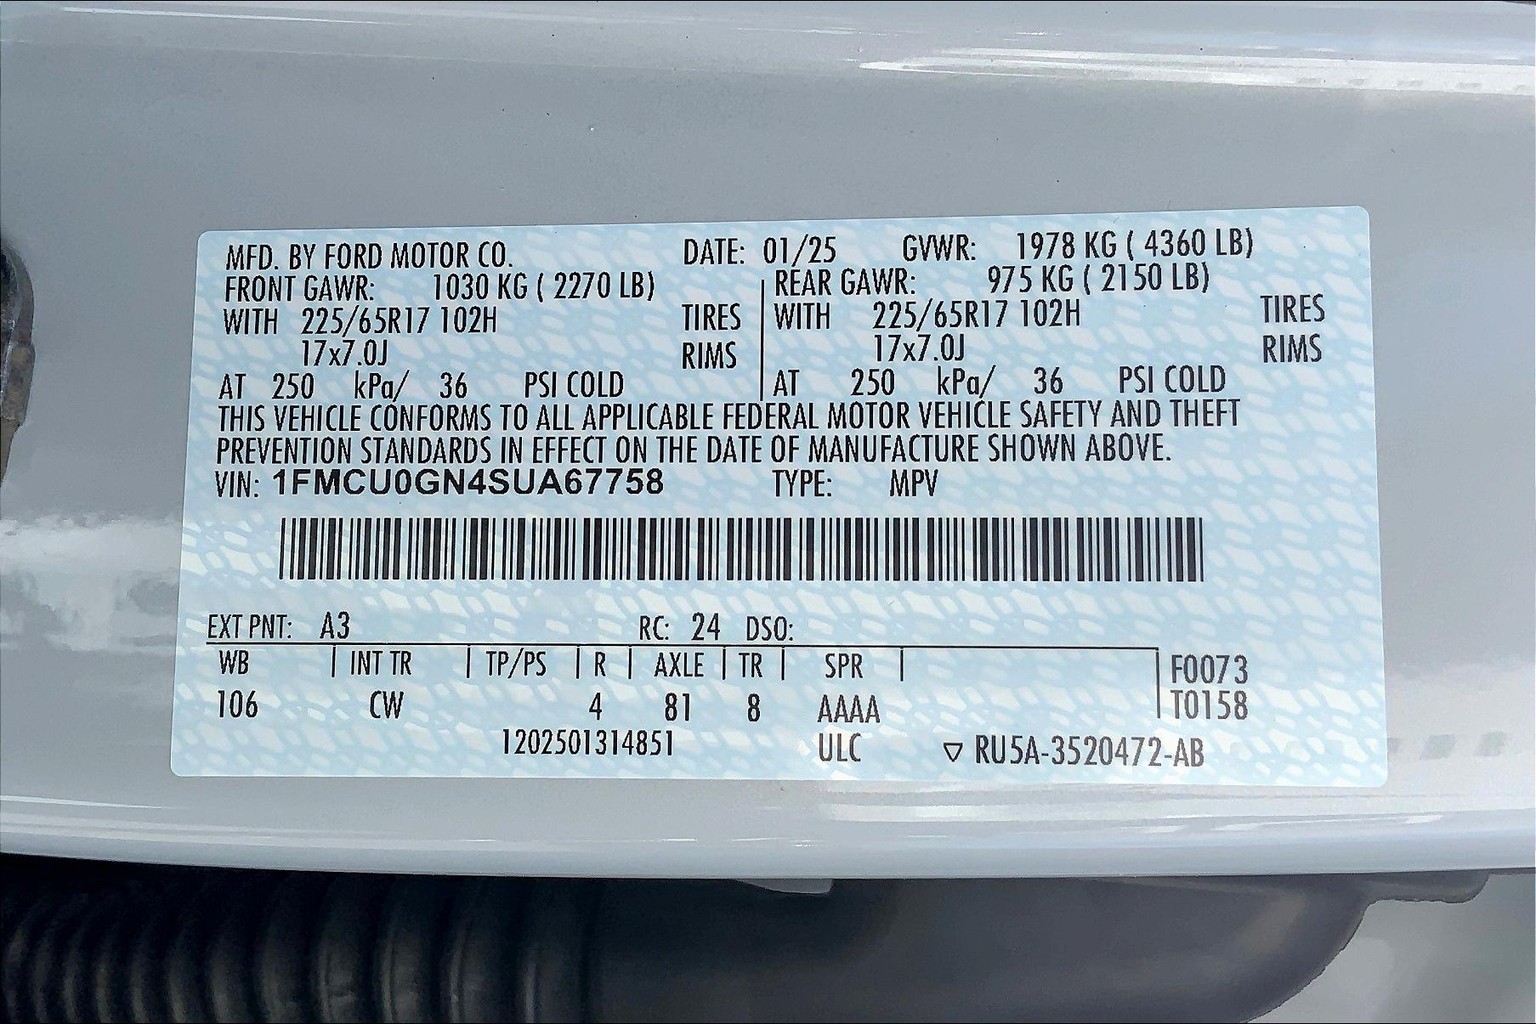 MFD. BY FORD MOTOR CO. DATE: 01/25 GVWR: 1978 KG ( 4360 LB)
FRONT GAWR: 1030 KG ( 2270 LB) REAR GAWR: 975 KG ( 2150 LB)
WITH 225/65R17 102H TIRES WITH 225/65R17 102H TIRES
17x7.0J RIMS 17x7.0J RIMS
AT 250 kPa/ 36 PSI COLD AT 250 kPa/ 36 PSI COLD
THIS VEHICLE CONFORMS TO ALL APPLICABLE FEDERAL MOTOR VEHICLE SAFETY AND THEFT
PREVENTION STANDARDS IN EFFECT ON THE DATE OF MANUFACTURE SHOWN ABOVE.
VIN: 1FMCU0GN4SUA67758 TYPE: MPV
EXT PNT: A3 RC: 24 DSO:
WB INT TR TP/PS R AXLE TR SPR F0073
106 CW 4 81 8 AAAA T0158
1202501314851 ULC ▽ RU5A-3520472-AB